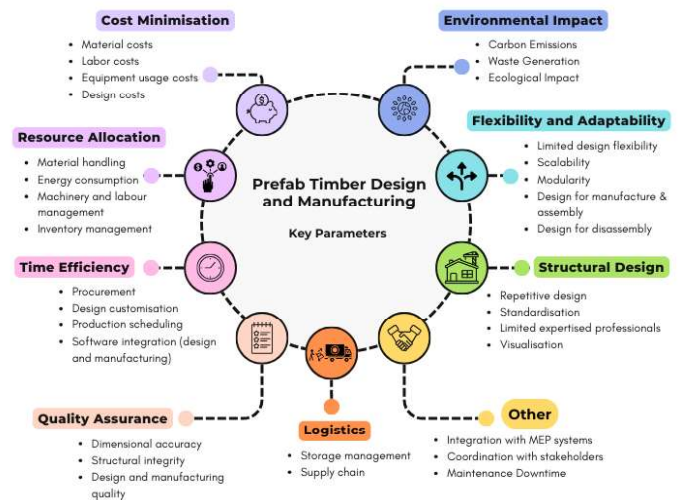 Cost Minimisation
• Material costs
• Labor costs
• Equipment usage costs
• Design costs
Environmental Impact
• Carbon Emissions
• Waste Generation
• Ecological Impact
Resource Allocation
• Material handling
• Energy consumption
• Machinery and labour
management
• Inventory management
Flexibility and Adaptability
• Limited design flexibility
• Scalability
• Modularity
• Design for manufacture &
assembly
• Design for disassembly
Prefab Timber Design
and Manufacturing
Key Parameters
Time Efficiency
• Procurement
• Design customisation
• Production scheduling
• Software integration (design
and manufacturing)
Structural Design
• Repetitive design
• Standardisation
• Limited expertised professionals
• Visualisation
Quality Assurance
• Dimensional accuracy
• Structural integrity
• Design and manufacturing
quality
Logistics
• Storage management
• Supply chain
Other
• Integration with MEP systems
• Coordination with stakeholders
• Maintenance Downtime